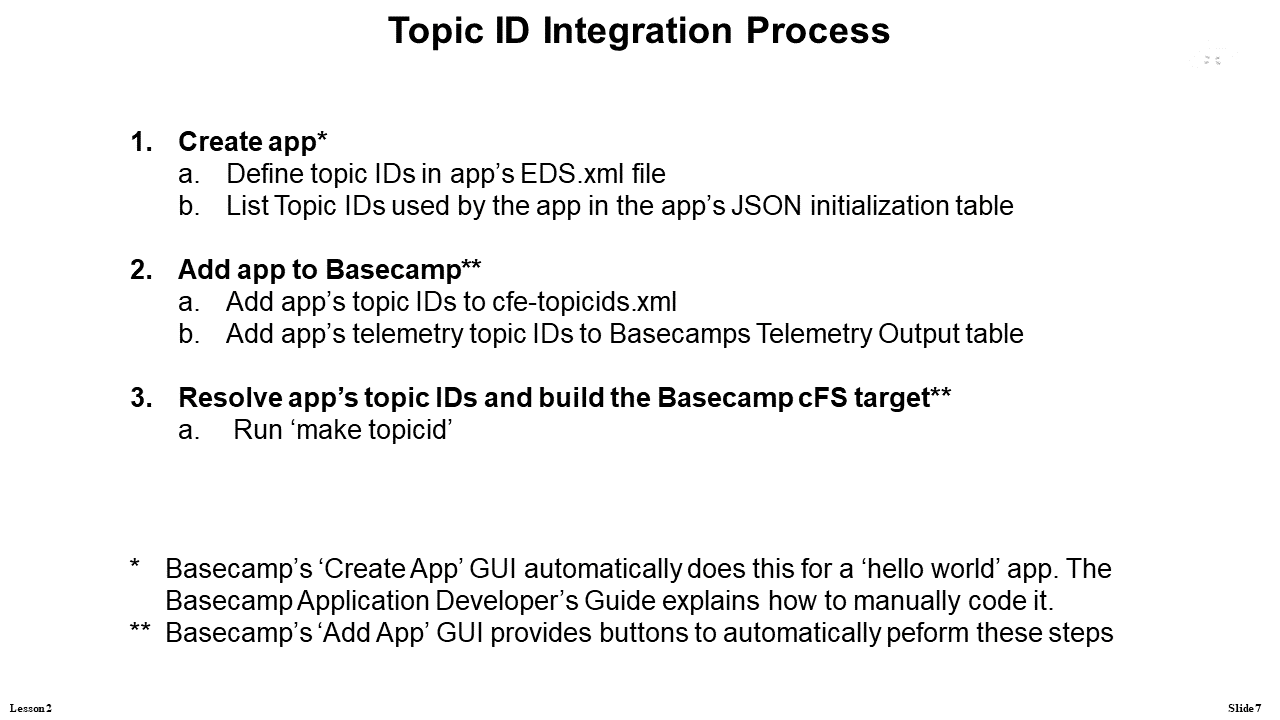 Topic ID Integration Process
1. Create app*
a. Define topic IDs in app’s EDS.xml file
b. List Topic IDs used by the app in the app’s JSON initialization table
2. Add app to Basecamp**
a. Add app’s topic IDs to cfe-topicids.xml
b. Add app’s telemetry topic IDs to Basecamps Telemetry Output table
3. Resolve app’s topic IDs and build the Basecamp cFS target**
a. Run ‘make topicid’
* Basecamp’s ‘Create App’ GUI automatically does this for a ‘hello world’ app. The
Basecamp Application Developer’s Guide explains how to manually code it.
** Basecamp’s ‘Add App’ GUI provides buttons to automatically peform these steps
Lesson 2
Slide 7